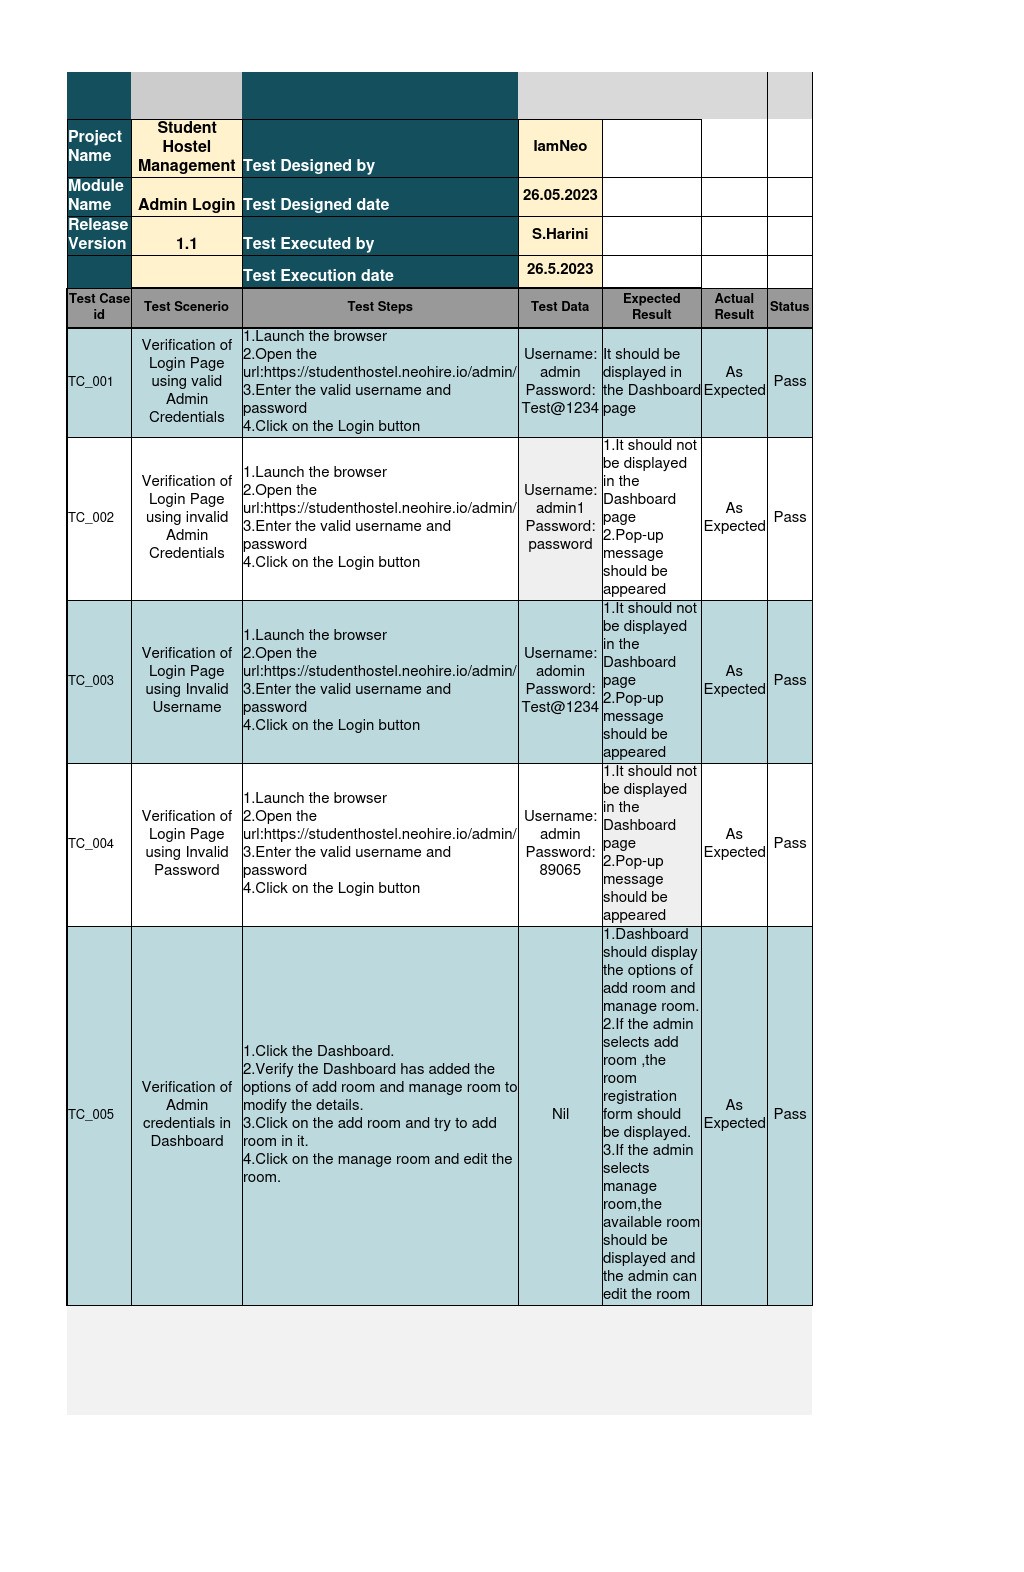 Project
Name
Student
Hostel
Management
Test Designed by
IamNeo
Module
Name
Admin Login
Test Designed date
26.05.2023
Release
Version
1.1
Test Executed by
S.Harini
Test Execution date
26.5.2023
Test Case
id
Test Scenerio
Test Steps
Test Data
Expected
Result
Actual
Result
Status
TC_001
Verification of
Login Page
using valid
Admin
Credentials
1.Launch the browser
2.Open the
url:https://studenthostel.neohire.io/admin/
3.Enter the valid username and
password
4.Click on the Login button
Username:
admin
Password:
Test@1234
It should be
displayed in
the Dashboard
page
As
Expected
Pass
TC_002
Verification of
Login Page
using invalid
Admin
Credentials
1.Launch the browser
2.Open the
url:https://studenthostel.neohire.io/admin/
3.Enter the valid username and
password
4.Click on the Login button
Username:
admin1
Password:
password
1.It should not
be displayed
in the
Dashboard
page
2.Pop-up
message
should be
appeared
As
Expected
Pass
TC_003
Verification of
Login Page
using Invalid
Username
1.Launch the browser
2.Open the
url:https://studenthostel.neohire.io/admin/
3.Enter the valid username and
password
4.Click on the Login button
Username:
adomin
Password:
Test@1234
1.It should not
be displayed
in the
Dashboard
page
2.Pop-up
message
should be
appeared
As
Expected
Pass
TC_004
Verification of
Login Page
using Invalid
Password
1.Launch the browser
2.Open the
url:https://studenthostel.neohire.io/admin/
3.Enter the valid username and
password
4.Click on the Login button
Username:
admin
Password:
89065
1.It should not
be displayed
in the
Dashboard
page
2.Pop-up
message
should be
appeared
As
Expected
Pass
TC_005
Verification of
Admin
credentials in
Dashboard
1.Click the Dashboard.
2.Verify the Dashboard has added the
options of add room and manage room to
modify the details.
3.Click on the add room and try to add
room in it.
4.Click on the manage room and edit the
room.
Nil
1.Dashboard
should display
the options of
add room and
manage room.
2.If the admin
selects add
room ,the
room
registration
form should
be displayed.
3.If the admin
selects
manage
room,the
available room
should be
displayed and
the admin can
edit the room
As
Expected
Pass